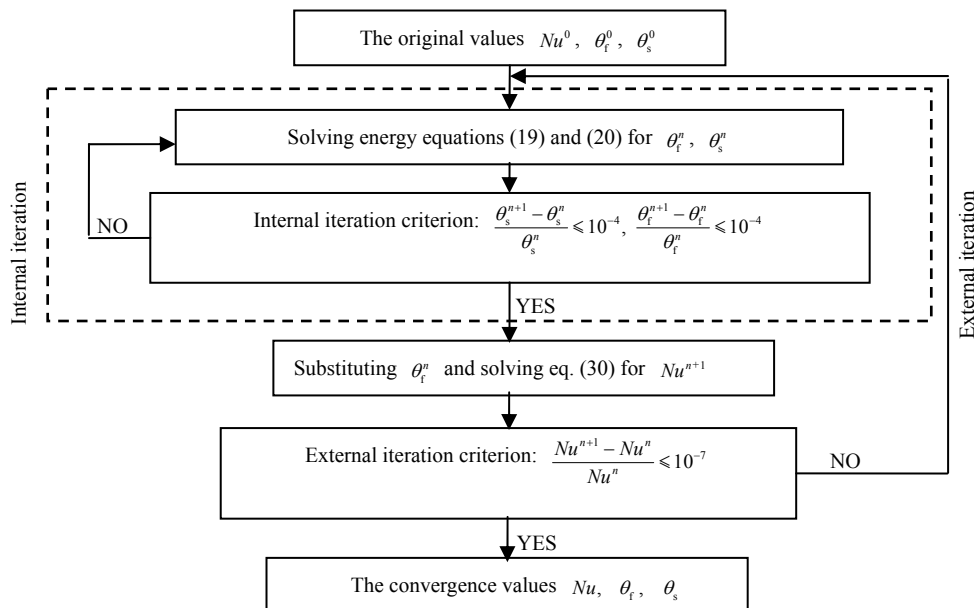 The original values Nu⁰, θ_f⁰, θ_s⁰
Solving energy equations (19) and (20) for θ_f^n, θ_s^n
Internal iteration criterion: (θ_s^{n+1} − θ_s^n)/θ_s^n ⩽ 10⁻⁴, (θ_f^{n+1} − θ_f^n)/θ_f^n ⩽ 10⁻⁴
NO
YES
Internal iteration
Substituting θ_f^n and solving eq. (30) for Nu^{n+1}
External iteration criterion: (Nu^{n+1} − Nu^n)/Nu^n ⩽ 10⁻⁷
NO
External iteration
YES
The convergence values Nu, θ_f, θ_s